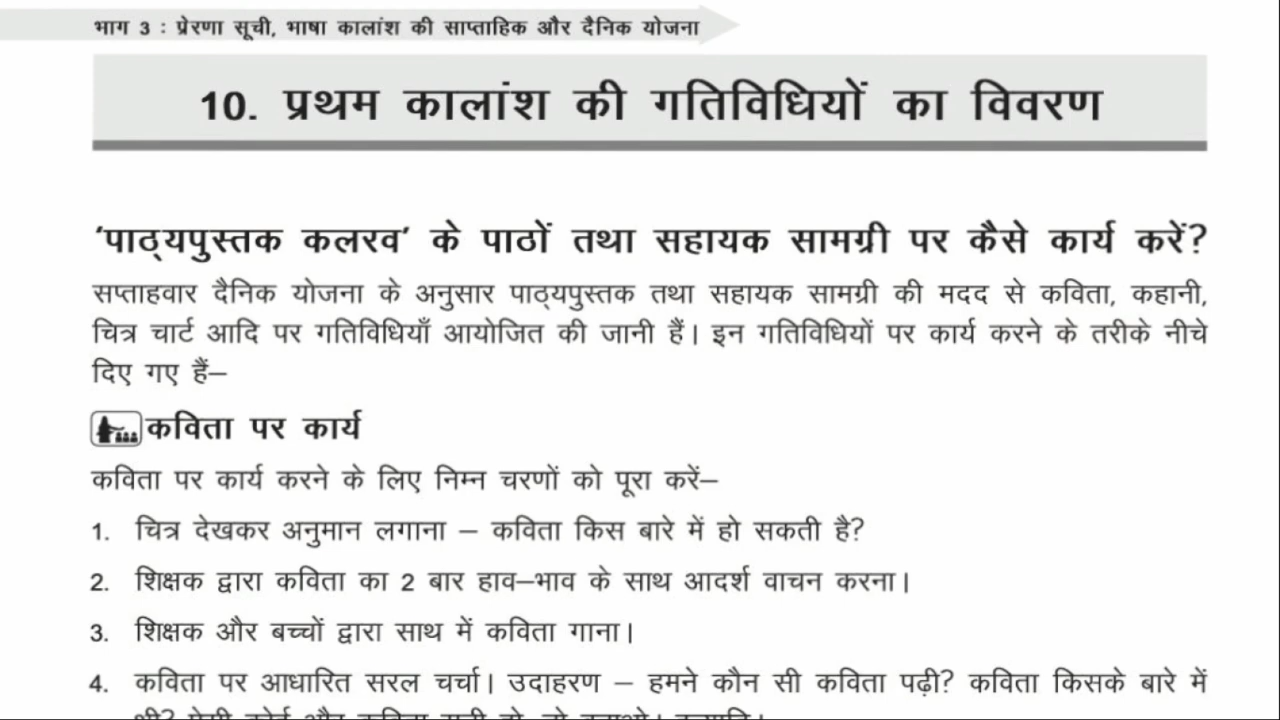 भाग 3 : प्रेरणा सूची, भाषा कालांश की साप्ताहिक और दैनिक योजना
10. प्रथम कालांश की गतिविधियों का विवरण
'पाठ्यपुस्तक कलरव' के पाठों तथा सहायक सामग्री पर कैसे कार्य करें?
सप्ताहवार दैनिक योजना के अनुसार पाठ्यपुस्तक तथा सहायक सामग्री की मदद से कविता, कहानी,
चित्र चार्ट आदि पर गतिविधियाँ आयोजित की जानी हैं। इन गतिविधियों पर कार्य करने के तरीके नीचे
दिए गए हैं–
कविता पर कार्य
कविता पर कार्य करने के लिए निम्न चरणों को पूरा करें–
1. चित्र देखकर अनुमान लगाना – कविता किस बारे में हो सकती है?
2. शिक्षक द्वारा कविता का 2 बार हाव–भाव के साथ आदर्श वाचन करना।
3. शिक्षक और बच्चों द्वारा साथ में कविता गाना।
4. कविता पर आधारित सरल चर्चा। उदाहरण – हमने कौन सी कविता पढ़ी? कविता किसके बारे में